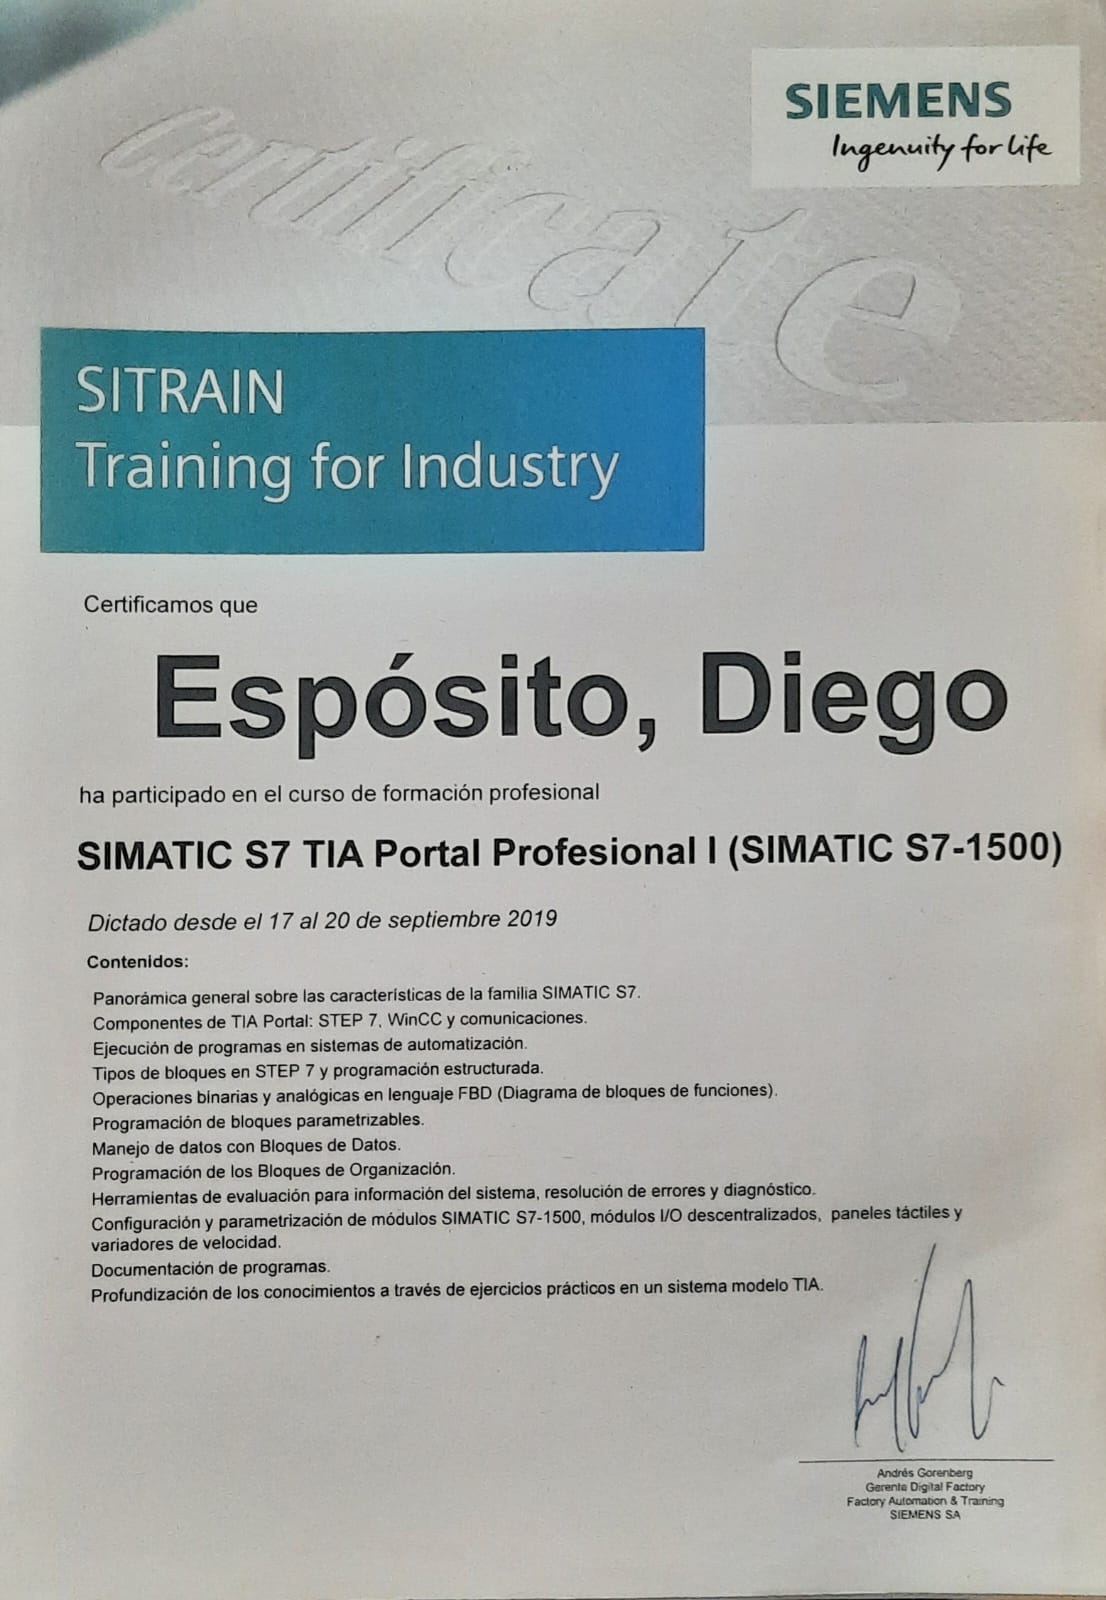 certificate
SIEMENS
Ingenuity for life
SITRAIN
Training for Industry
Certificamos que
Espósito, Diego
ha participado en el curso de formación profesional
SIMATIC S7 TIA Portal Profesional I (SIMATIC S7-1500)
Dictado desde el 17 al 20 de septiembre 2019
Contenidos:
Panorámica general sobre las características de la familia SIMATIC S7.
Componentes de TIA Portal: STEP 7, WinCC y comunicaciones.
Ejecución de programas en sistemas de automatización.
Tipos de bloques en STEP 7 y programación estructurada.
Operaciones binarias y analógicas en lenguaje FBD (Diagrama de bloques de funciones).
Programación de bloques parametrizables.
Manejo de datos con Bloques de Datos.
Programación de los Bloques de Organización.
Herramientas de evaluación para información del sistema, resolución de errores y diagnóstico.
Configuración y parametrización de módulos SIMATIC S7-1500, módulos I/O descentralizados, paneles táctiles y
variadores de velocidad.
Documentación de programas.
Profundización de los conocimientos a través de ejercicios prácticos en un sistema modelo TIA.
Andrés Gorenberg
Gerente Digital Factory
Factory Automation & Training
SIEMENS SA